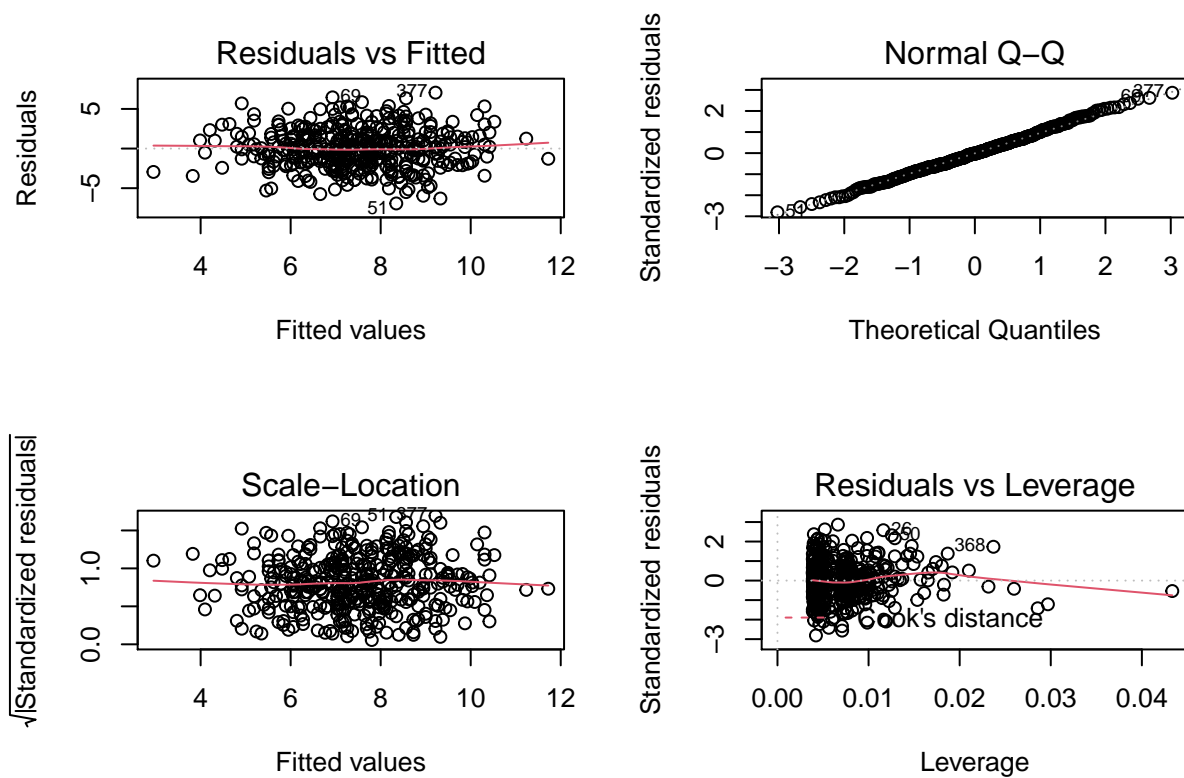 Residuals vs Fitted
Residuals
5
−5
69
377
51
4 6 8 10 12
Fitted values
Normal Q−Q
Standardized residuals
2
0
−3
377
51
−3 −2 −1 0 1 2 3
Theoretical Quantiles
Scale−Location
√|Standardized residuals|
1.0
0.0
69
51
377
4 6 8 10 12
Fitted values
Residuals vs Leverage
Standardized residuals
2
0
−3
368
Cook's distance
0.00 0.01 0.02 0.03 0.04
Leverage